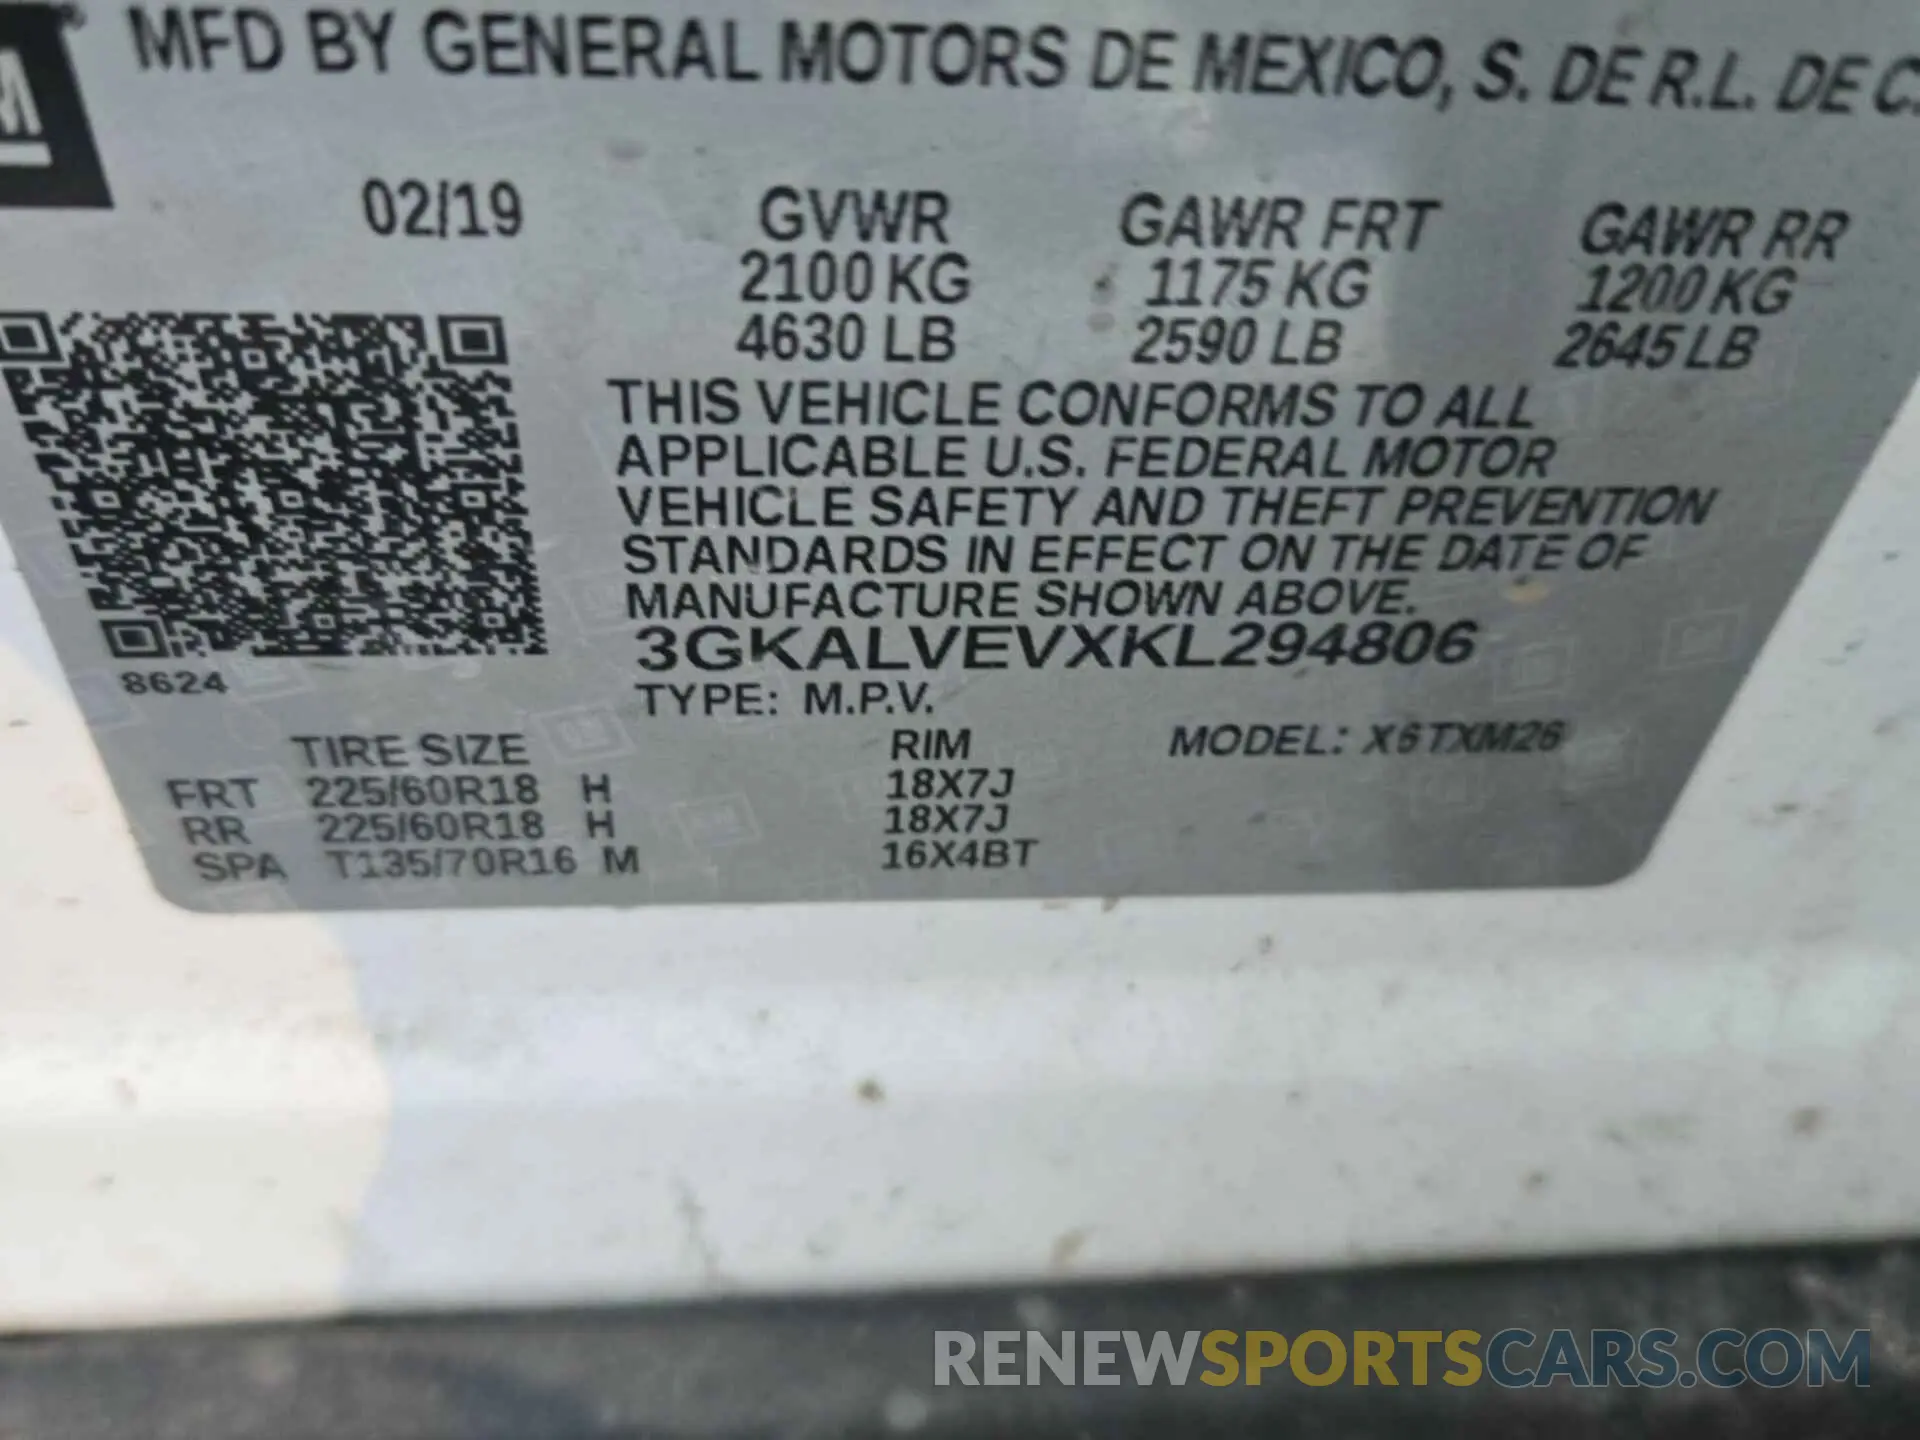 MFD BY GENERAL MOTORS DE MEXICO, S. DE R.L. DE C.
02/19 GVWR GAWR FRT GAWR RR
2100 KG 1175 KG 1200 KG
4630 LB 2590 LB 2645 LB
THIS VEHICLE CONFORMS TO ALL
APPLICABLE U.S. FEDERAL MOTOR
VEHICLE SAFETY AND THEFT PREVENTION
STANDARDS IN EFFECT ON THE DATE OF
MANUFACTURE SHOWN ABOVE.
3GKALVEVXKL294806
8624 TYPE: M.P.V.
TIRE SIZE RIM MODEL: X6TXM26
FRT 225/60R18 H 18X7J
RR 225/60R18 H 18X7J
SPA T135/70R16 M 16X4BT
RENEWSPORTSCARS.COM